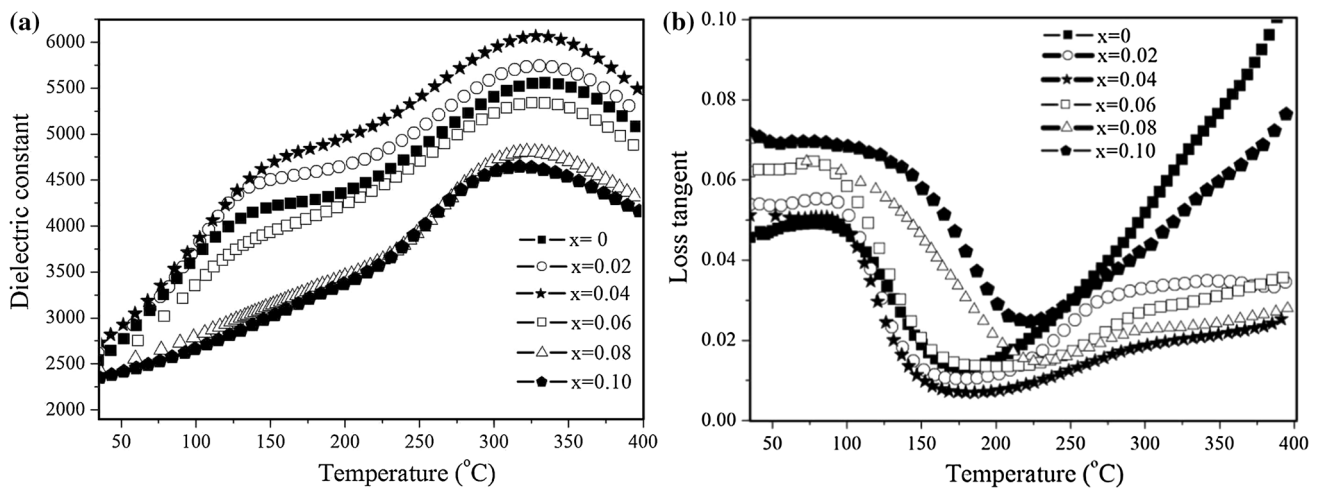 (a)
Dielectric constant
6000
5500
5000
4500
4000
3500
3000
2500
2000
x= 0
x=0.02
x=0.04
x=0.06
x=0.08
x=0.10
50 100 150 200 250 300 350 400
Temperature (°C)
(b)
Loss tangent
0.10
0.08
0.06
0.04
0.02
0.00
x=0
x=0.02
x=0.04
x=0.06
x=0.08
x=0.10
50 100 150 200 250 300 350 400
Temperature (°C)